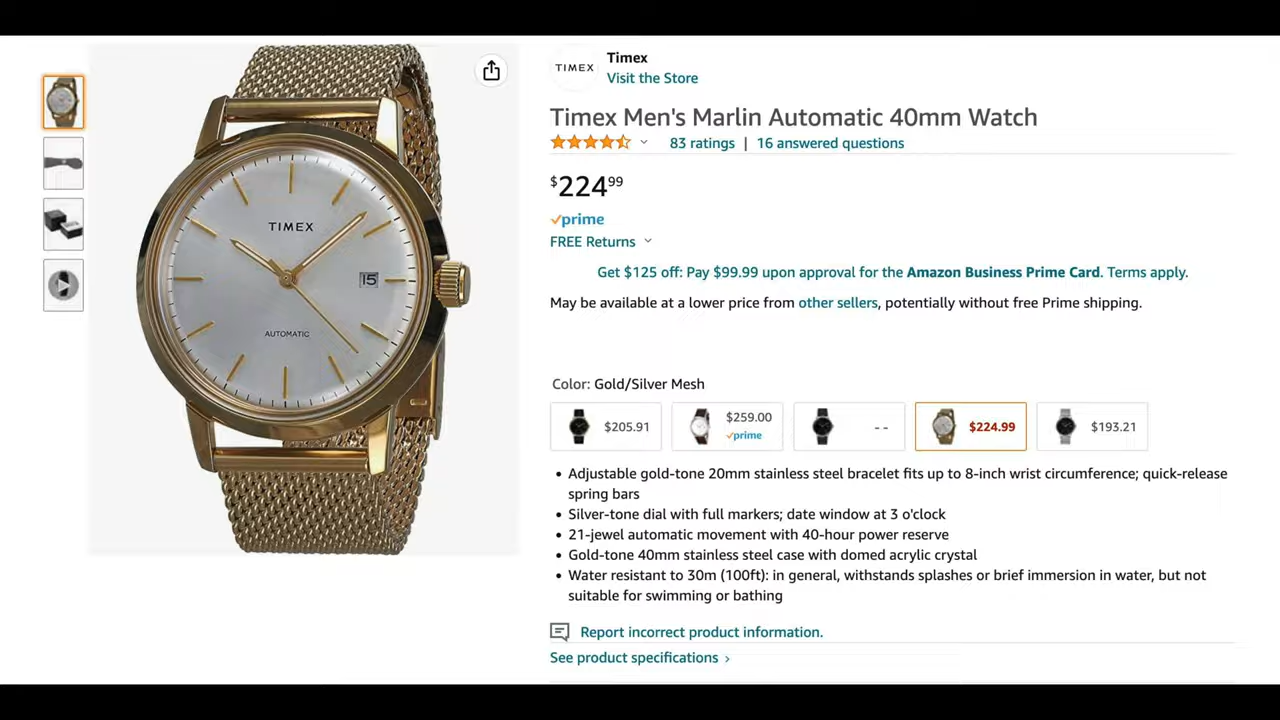 TIMEX
Timex
Visit the Store
Timex Men's Marlin Automatic 40mm Watch
83 ratings | 16 answered questions
$224 99
prime
FREE Returns
Get $125 off: Pay $99.99 upon approval for the Amazon Business Prime Card. Terms apply.
May be available at a lower price from other sellers, potentially without free Prime shipping.
TIMEX
15
AUTOMATIC
Color: Gold/Silver Mesh
$205.91
$259.00
prime
- -
$224.99
$193.21
• Adjustable gold-tone 20mm stainless steel bracelet fits up to 8-inch wrist circumference; quick-release
spring bars
• Silver-tone dial with full markers; date window at 3 o'clock
• 21-jewel automatic movement with 40-hour power reserve
• Gold-tone 40mm stainless steel case with domed acrylic crystal
• Water resistant to 30m (100ft): in general, withstands splashes or brief immersion in water, but not
suitable for swimming or bathing
Report incorrect product information.
See product specifications ›